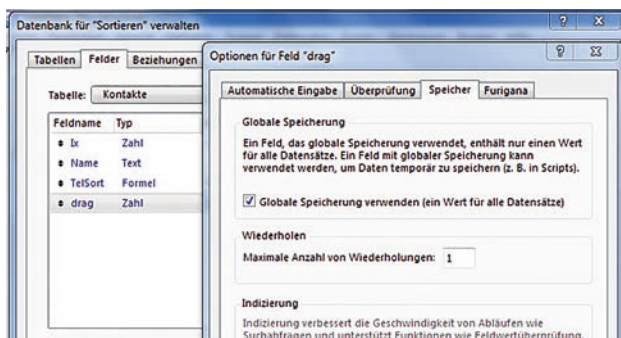 Datenbank für "Sortieren" verwalten
Tabellen Felder Beziehungen
Tabelle: Kontakte
Feldname Typ
Ix Zahl
Name Text
TelSort Formel
drag Zahl
Optionen für Feld "drag"
Automatische Eingabe Überprüfung Speicher Furigana
Globale Speicherung
Ein Feld, das globale Speicherung verwendet, enthält nur einen Wert
für alle Datensätze. Ein Feld mit globaler Speicherung kann
verwendet werden, um Daten temporär zu speichern (z. B. in Scripts).
Globale Speicherung verwenden (ein Wert für alle Datensätze)
Wiederholen
Maximale Anzahl von Wiederholungen: 1
Indizierung
Indizierung verbessert die Geschwindigkeit von Abläufen wie
Suchabfragen und unterstützt Funktionen wie Feldwertüberprüfung.